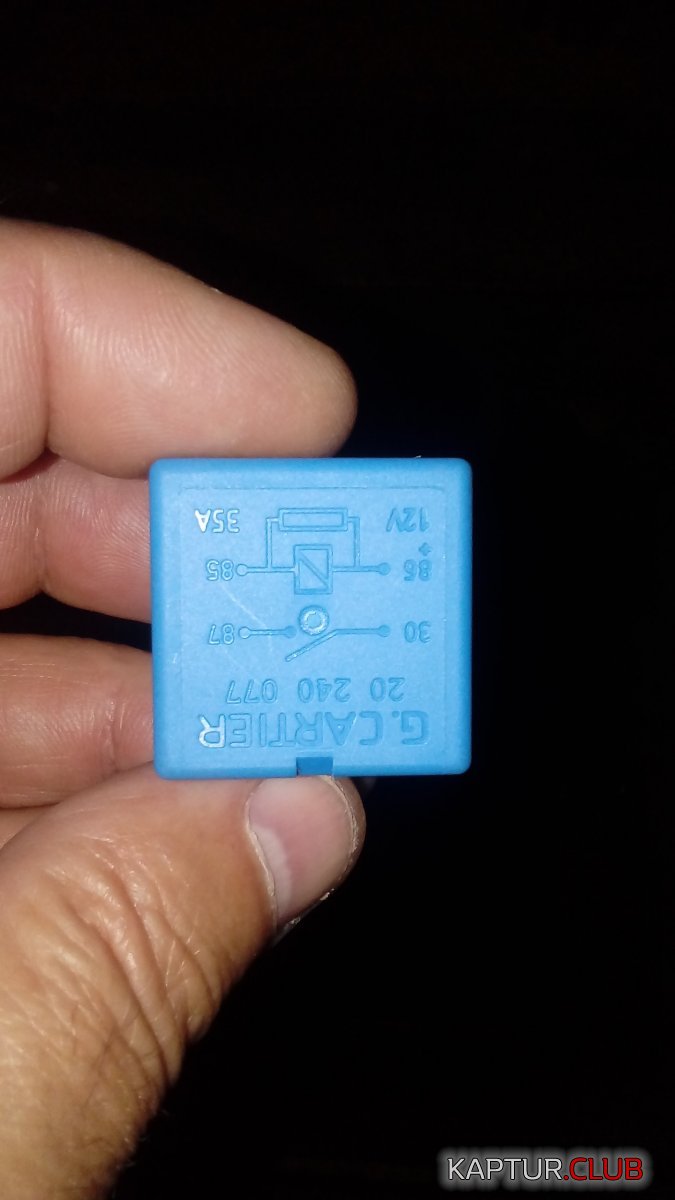 G.CARTIER
20 240 077
30 87
86 85
+
12V 35A
KAPTUR.CLUB